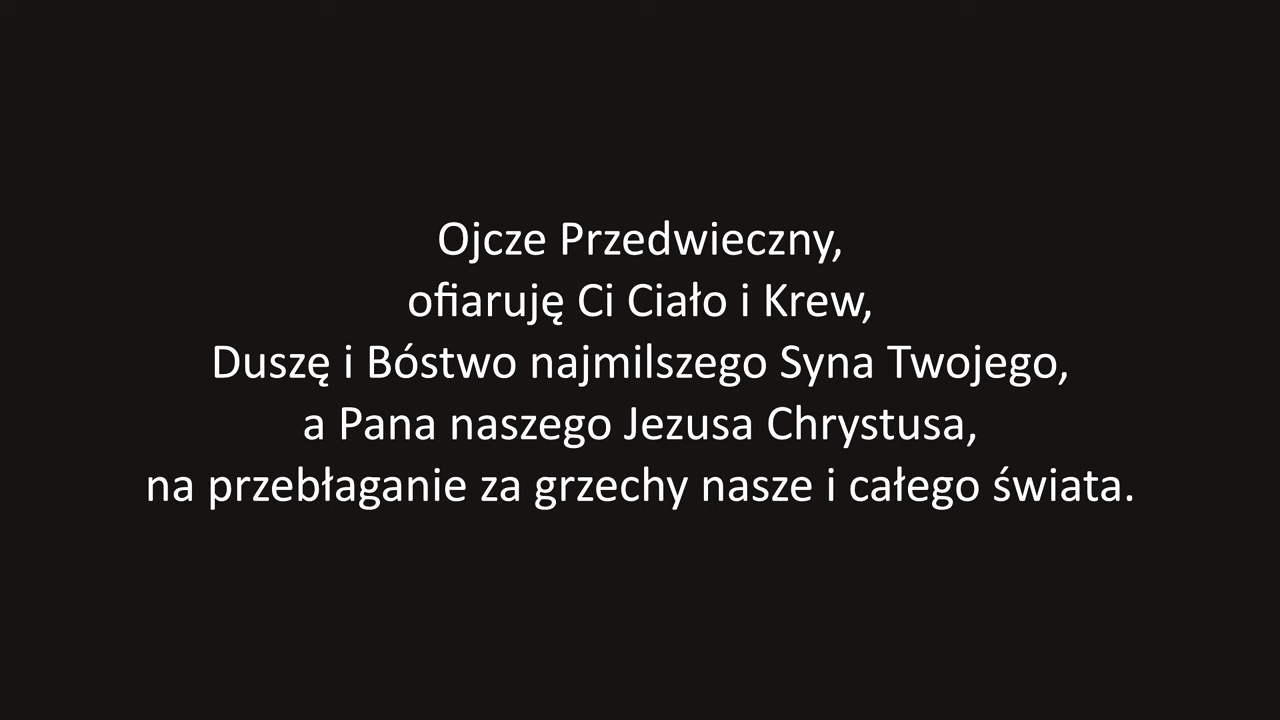 Ojcze Przedwieczny,
ofiaruję Ci Ciało i Krew,
Duszę i Bóstwo najmilszego Syna Twojego,
a Pana naszego Jezusa Chrystusa,
na przebłaganie za grzechy nasze i całego świata.